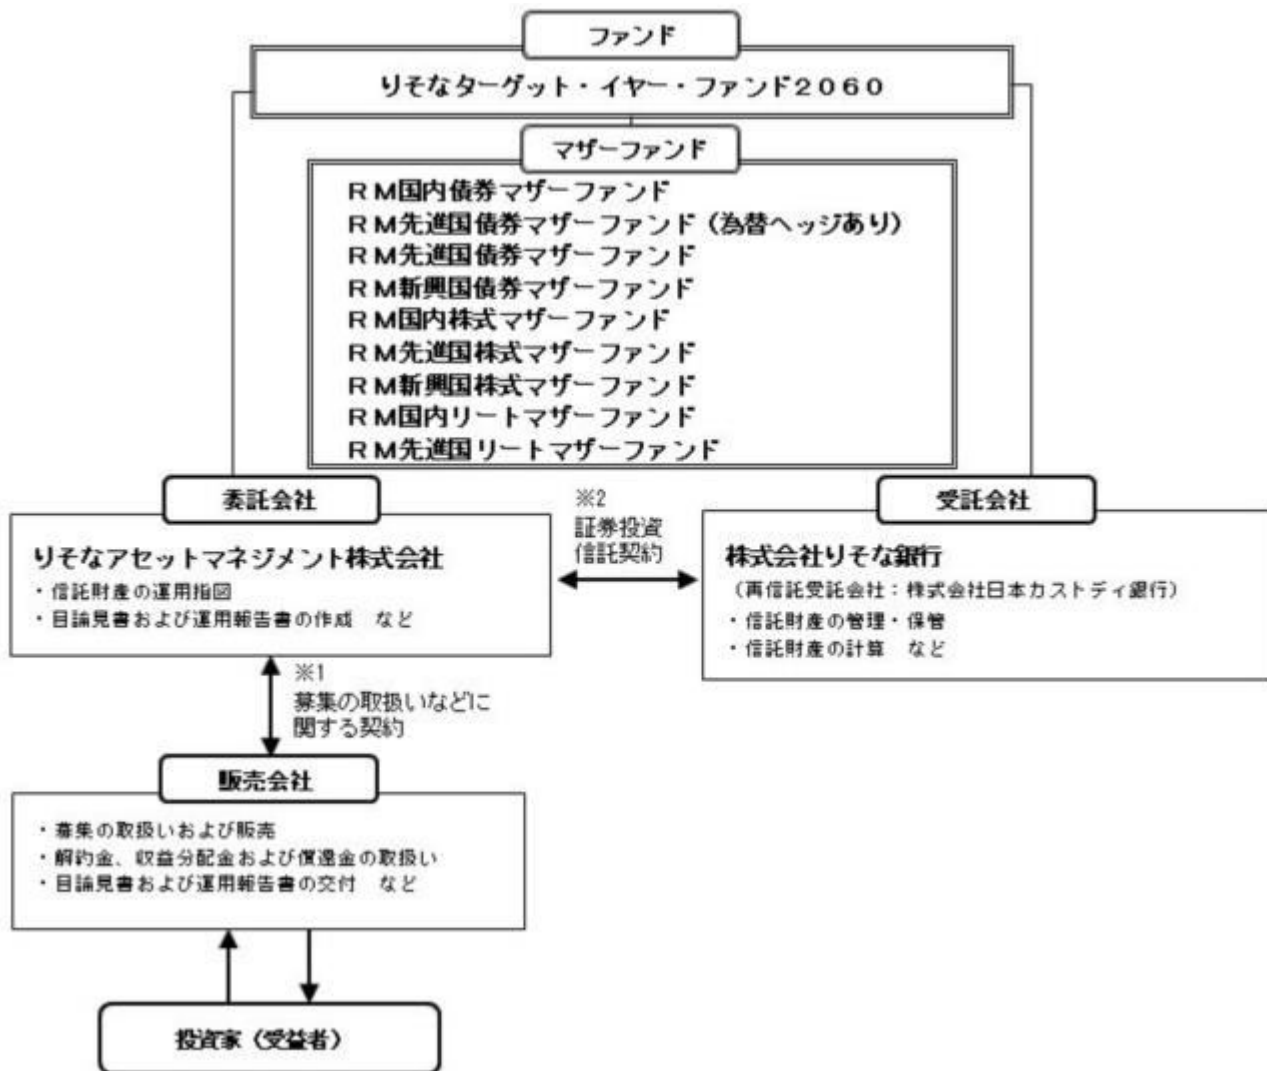 ファンド
りそなターゲット・イヤー・ファンド2060
マザーファンド
RM国内債券マザーファンド
RM先進国債券マザーファンド(為替ヘッジあり)
RM先進国債券マザーファンド
RM新興国債券マザーファンド
RM国内株式マザーファンド
RM先進国株式マザーファンド
RM新興国株式マザーファンド
RM国内リートマザーファンド
RM先進国リートマザーファンド
委託会社
りそなアセットマネジメント株式会社
・信託財産の運用指図
・目論見書および運用報告書の作成 など
※2
証券投資
信託契約
受託会社
株式会社りそな銀行
(再信託受託会社:株式会社日本カストディ銀行)
・信託財産の管理・保管
・信託財産の計算 など
※1
募集の取扱いなどに
関する契約
販売会社
・募集の取扱いおよび販売
・解約金、収益分配金および償還金の取扱い
・目論見書および運用報告書の交付 など
投資家(受益者)